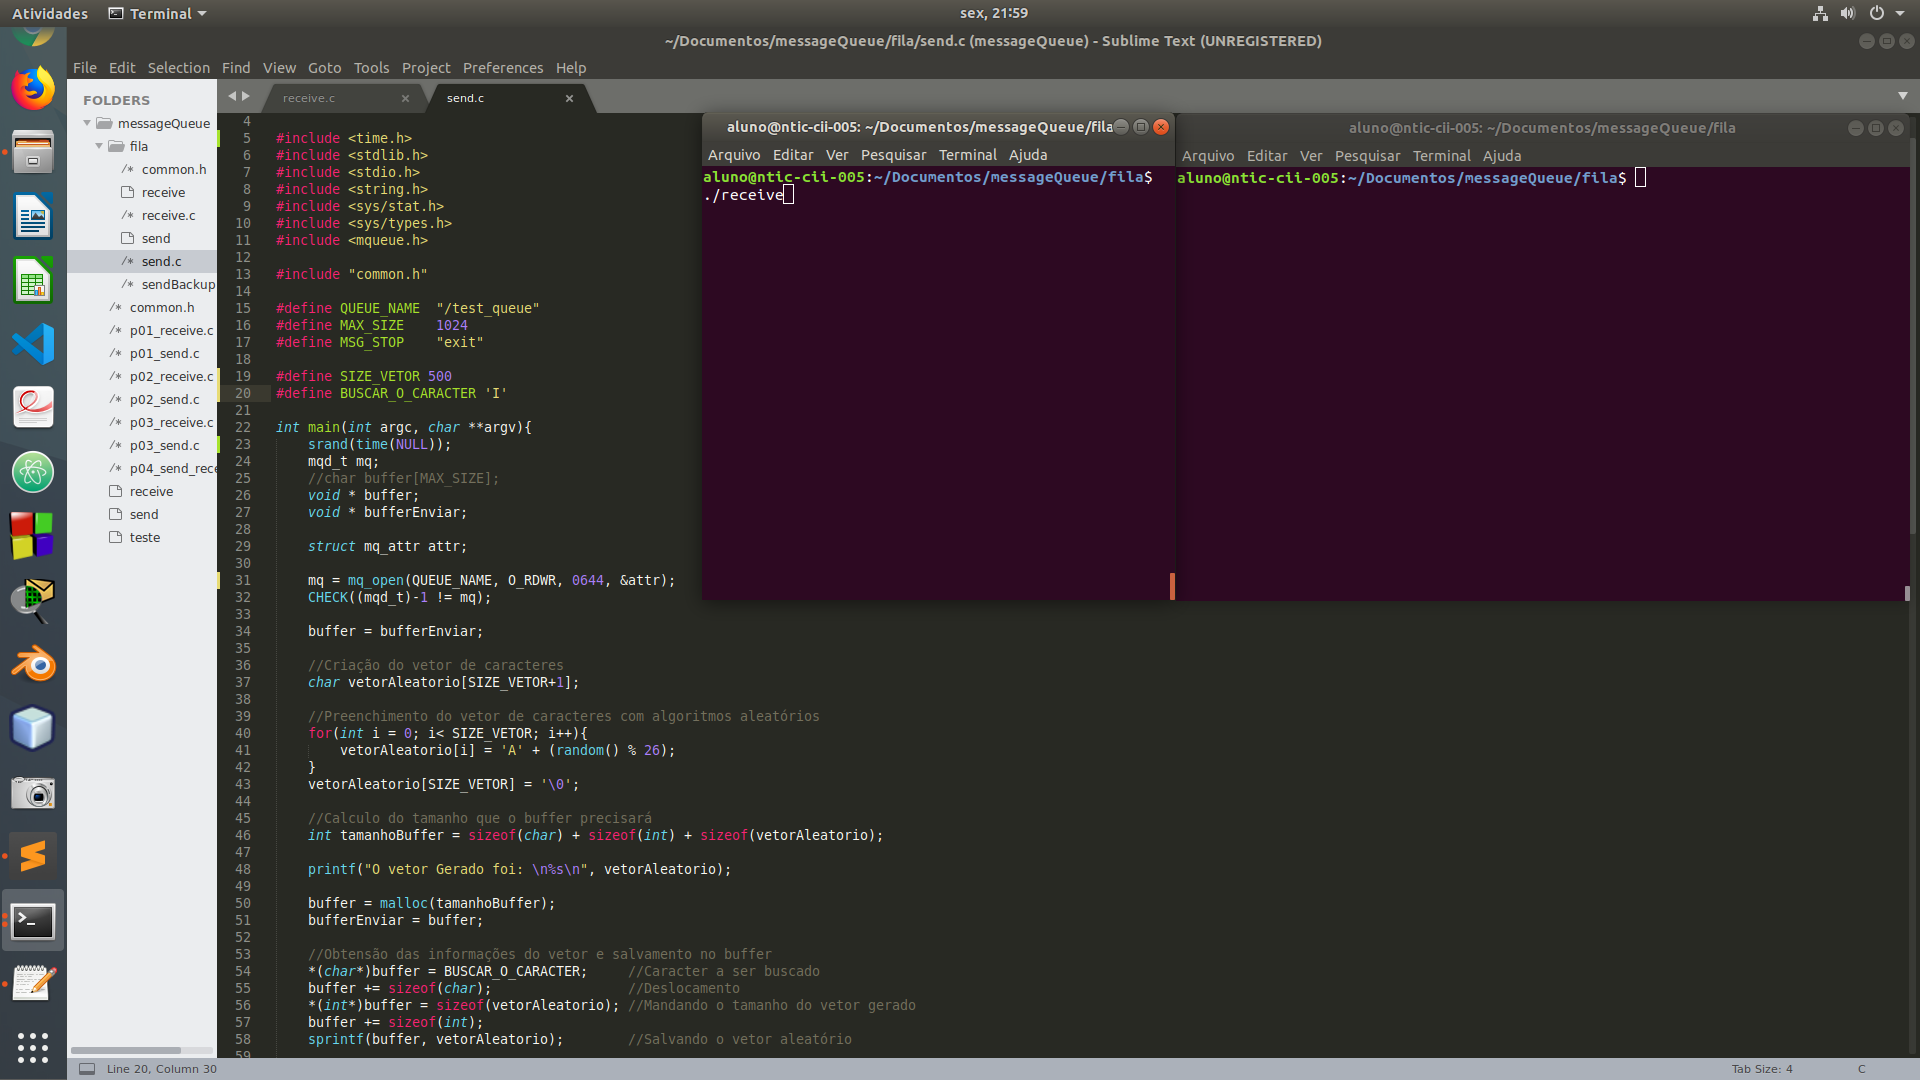 Atividades
Terminal
sex, 21:59
~/Documentos/messageQueue/fila/send.c (messageQueue) - Sublime Text (UNREGISTERED)
File Edit Selection Find View Goto Tools Project Preferences Help
FOLDERS
messageQueue
fila
/* common.h
receive
/* receive.c
send
/* send.c
/* sendBackup
/* common.h
/* p01_receive.c
/* p01_send.c
/* p02_receive.c
/* p02_send.c
/* p03_receive.c
/* p03_send.c
/* p04_send_rece
receive
send
teste
receive.c ×
send.c ×
4
5 #include <time.h>
6 #include <stdlib.h>
7 #include <stdio.h>
8 #include <string.h>
9 #include <sys/stat.h>
10 #include <sys/types.h>
11 #include <mqueue.h>
12
13 #include "common.h"
14
15 #define QUEUE_NAME  "/test_queue"
16 #define MAX_SIZE    1024
17 #define MSG_STOP    "exit"
18
19 #define SIZE_VETOR 500
20 #define BUSCAR_O_CARACTER 'I'
21
22 int main(int argc, char **argv){
23     srand(time(NULL));
24     mqd_t mq;
25     //char buffer[MAX_SIZE];
26     void * buffer;
27     void * bufferEnviar;
28
29     struct mq_attr attr;
30
31     mq = mq_open(QUEUE_NAME, O_RDWR, 0644, &attr);
32     CHECK((mqd_t)-1 != mq);
33
34     buffer = bufferEnviar;
35
36     //Criação do vetor de caracteres
37     char vetorAleatorio[SIZE_VETOR+1];
38
39     //Preenchimento do vetor de caracteres com algoritmos aleatórios
40     for(int i = 0; i< SIZE_VETOR; i++){
41         vetorAleatorio[i] = 'A' + (random() % 26);
42     }
43     vetorAleatorio[SIZE_VETOR] = '\0';
44
45     //Calculo do tamanho que o buffer precisará
46     int tamanhoBuffer = sizeof(char) + sizeof(int) + sizeof(vetorAleatorio);
47
48     printf("O vetor Gerado foi: \n%s\n", vetorAleatorio);
49
50     buffer = malloc(tamanhoBuffer);
51     bufferEnviar = buffer;
52
53     //Obtensão das informações do vetor e salvamento no buffer
54     *(char*)buffer = BUSCAR_O_CARACTER;     //Caracter a ser buscado
55     buffer += sizeof(char);                 //Deslocamento
56     *(int*)buffer = sizeof(vetorAleatorio); //Mandando o tamanho do vetor gerado
57     buffer += sizeof(int);
58     sprintf(buffer, vetorAleatorio);        //Salvando o vetor aleatório
59
aluno@ntic-cii-005: ~/Documentos/messageQueue/fila
Arquivo Editar Ver Pesquisar Terminal Ajuda
aluno@ntic-cii-005:~/Documentos/messageQueue/fila$
./receive
aluno@ntic-cii-005: ~/Documentos/messageQueue/fila
Arquivo Editar Ver Pesquisar Terminal Ajuda
aluno@ntic-cii-005:~/Documentos/messageQueue/fila$
Line 20, Column 30
Tab Size: 4
C